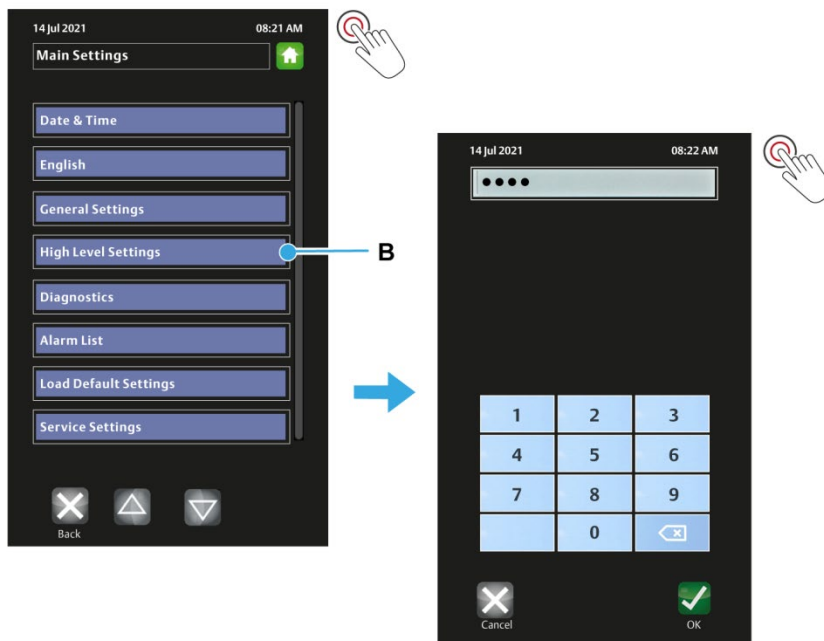 14 Jul 2021 08:21 AM
Main Settings
Date & Time
English
General Settings
High Level Settings
B
Diagnostics
Alarm List
Load Default Settings
Service Settings
Back
14 Jul 2021 08:22 AM
••••
1 2 3
4 5 6
7 8 9
0
Cancel OK